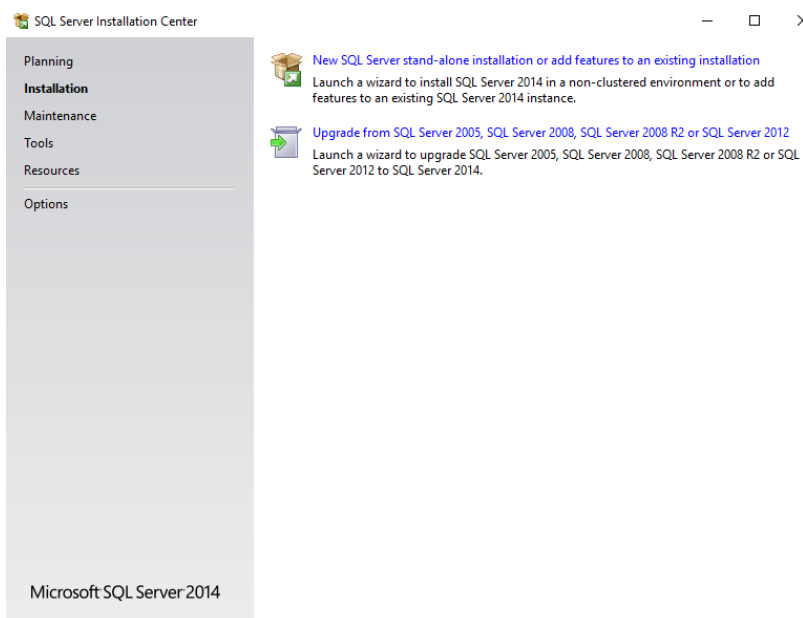 SQL Server Installation Center
Planning
Installation
Maintenance
Tools
Resources
Options
New SQL Server stand-alone installation or add features to an existing installation
Launch a wizard to install SQL Server 2014 in a non-clustered environment or to add
features to an existing SQL Server 2014 instance.
Upgrade from SQL Server 2005, SQL Server 2008, SQL Server 2008 R2 or SQL Server 2012
Launch a wizard to upgrade SQL Server 2005, SQL Server 2008, SQL Server 2008 R2 or SQL
Server 2012 to SQL Server 2014.
Microsoft SQL Server 2014